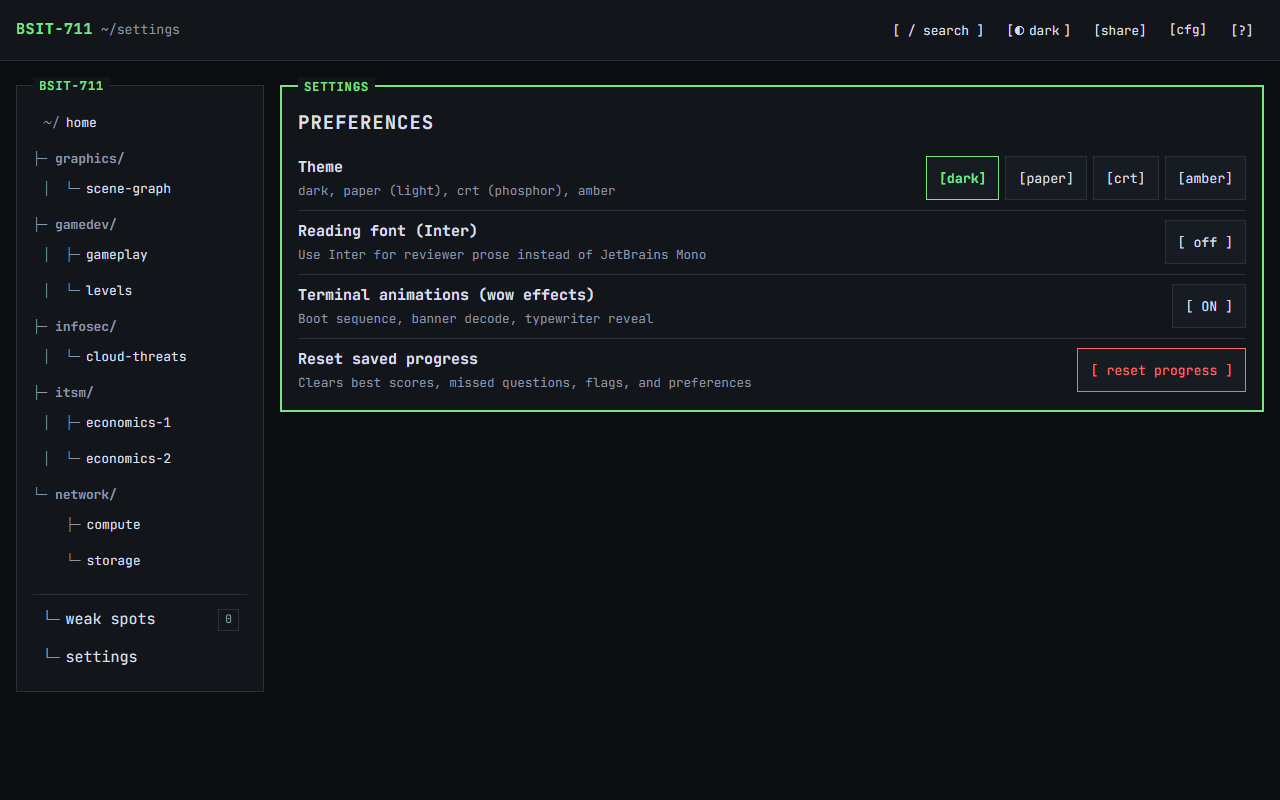 BSIT-711 ~/settings
[ / search ] [◐ dark ] [share] [cfg] [?]
BSIT-711
~/ home
├─ graphics/
│ └─ scene-graph
├─ gamedev/
│ ├─ gameplay
│ └─ levels
├─ infosec/
│ └─ cloud-threats
├─ itsm/
│ ├─ economics-1
│ └─ economics-2
└─ network/
├─ compute
└─ storage
└─ weak spots 0
└─ settings
SETTINGS
PREFERENCES
Theme
dark, paper (light), crt (phosphor), amber
[dark] [paper] [crt] [amber]
Reading font (Inter)
Use Inter for reviewer prose instead of JetBrains Mono
[ off ]
Terminal animations (wow effects)
Boot sequence, banner decode, typewriter reveal
[ ON ]
Reset saved progress
Clears best scores, missed questions, flags, and preferences
[ reset progress ]